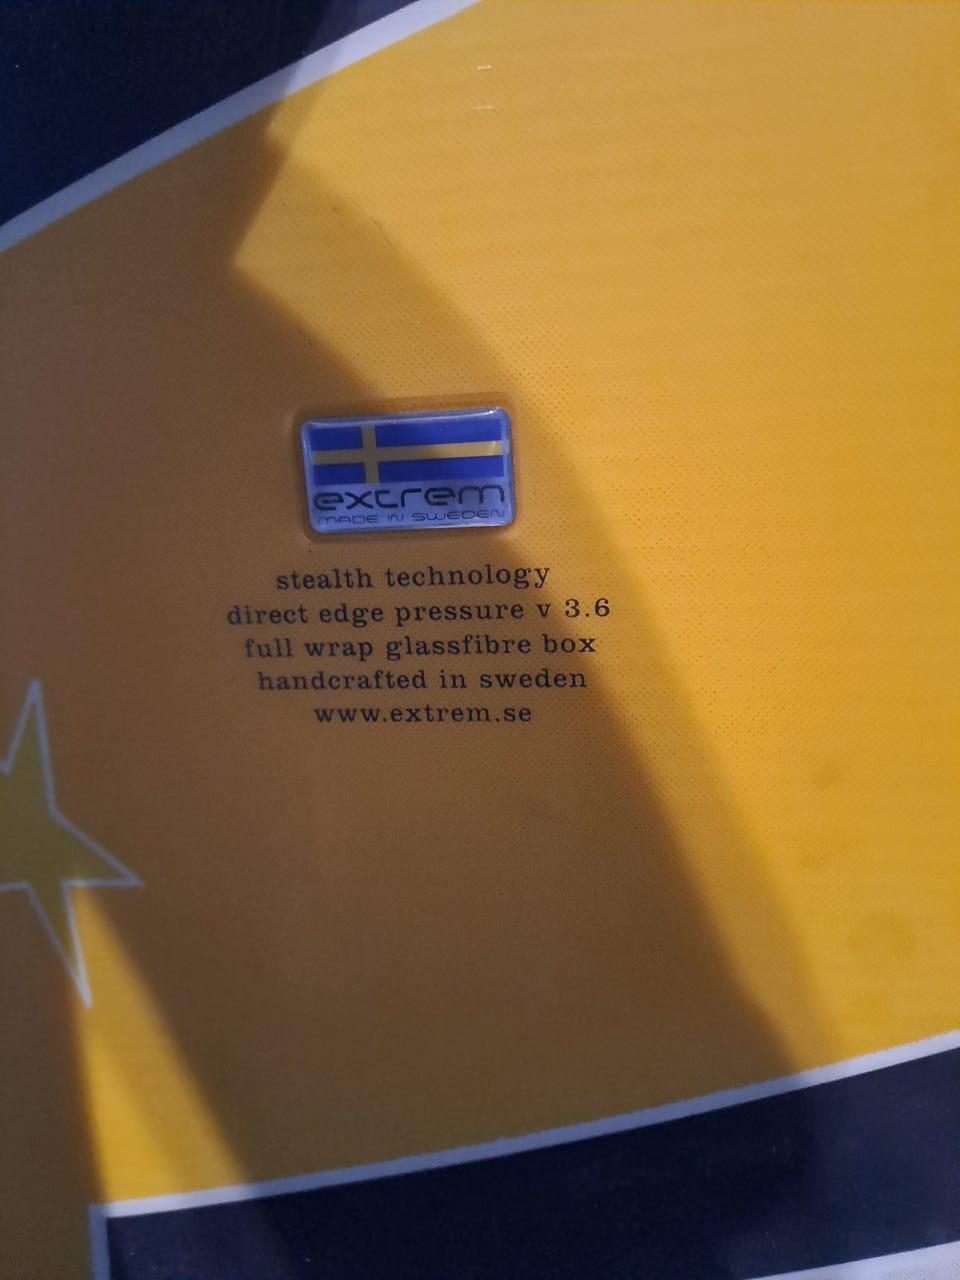 extrem
MADE IN SWEDEN
stealth technology
direct edge pressure v 3.6
full wrap glassfibre box
handcrafted in sweden
www.extrem.se